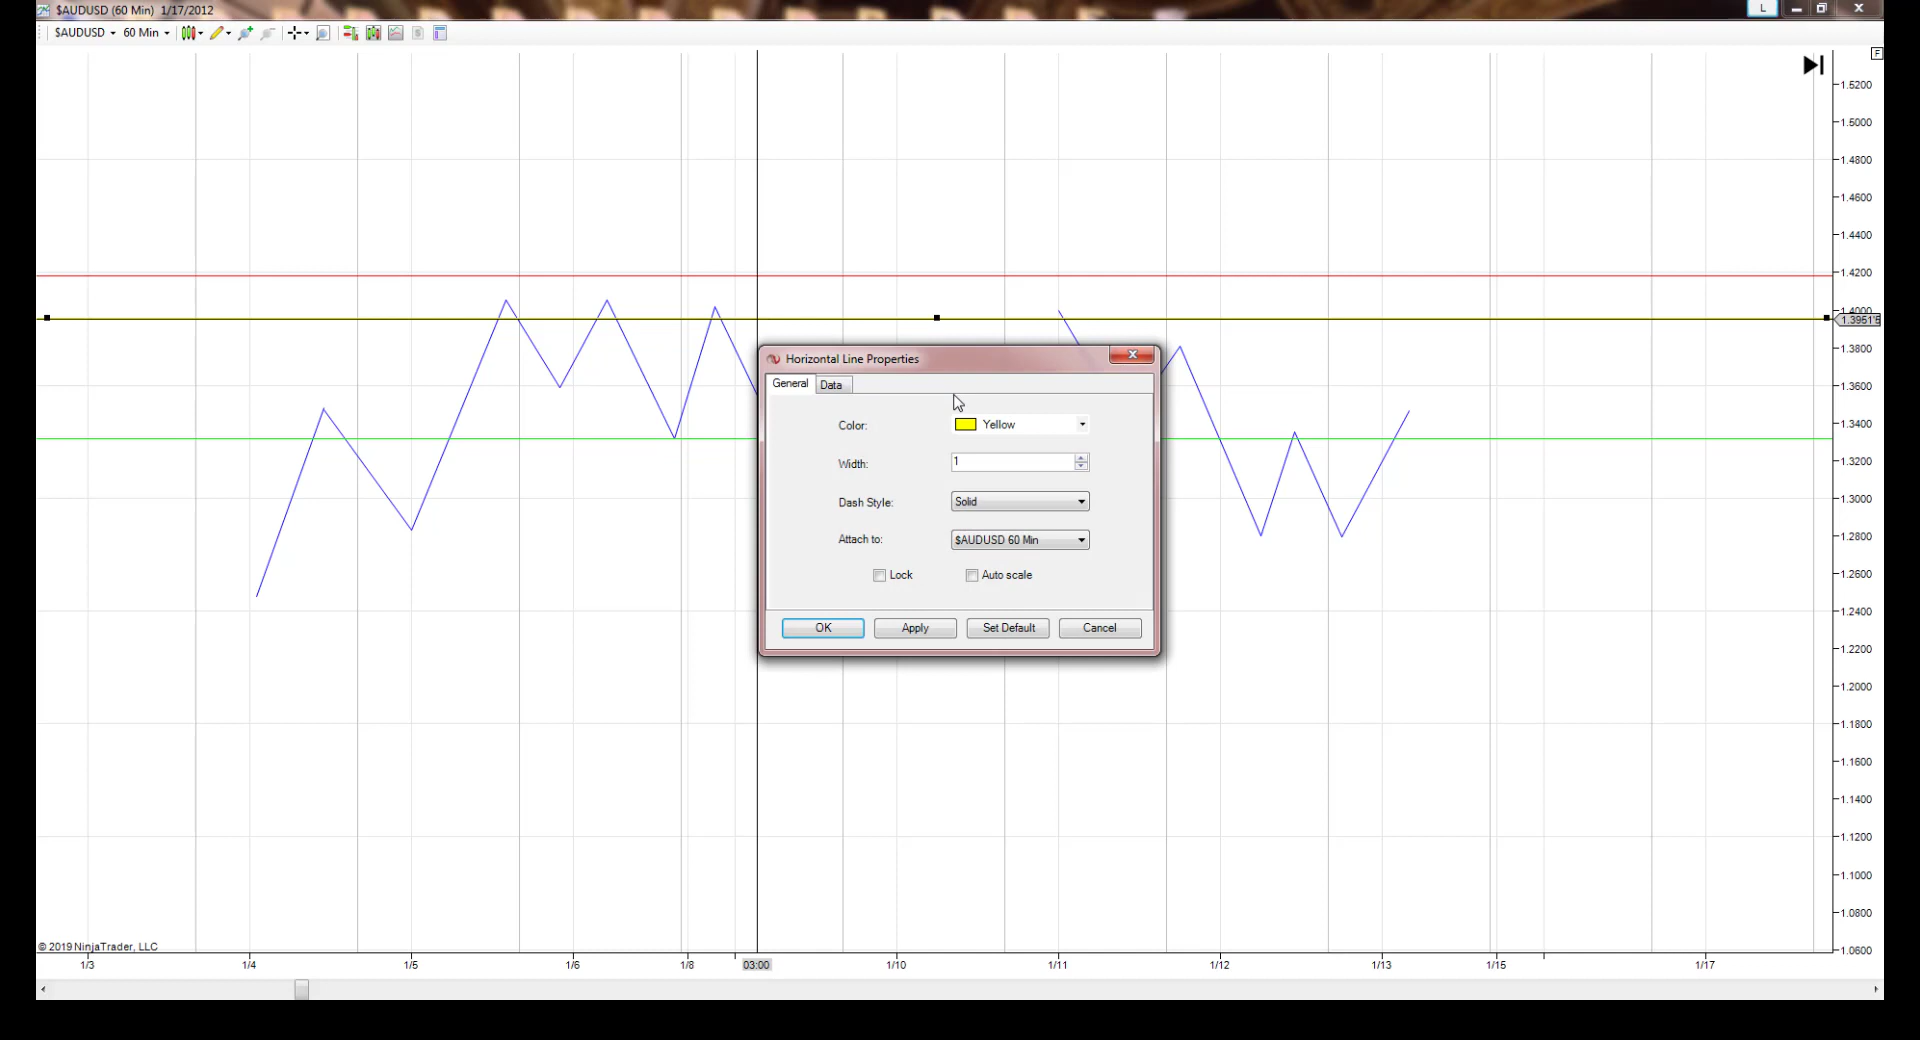 $AUDUSD (60 Min) 1/17/2012
L
$AUDUSD 60 Min
F
1.5200
1.5000
1.4800
1.4600
1.4400
1.4200
1.4000
1.3951'5
1.3800
1.3600
1.3400
1.3200
1.3000
1.2800
1.2600
1.2400
1.2200
1.2000
1.1800
1.1600
1.1400
1.1200
1.1000
1.0800
1.0600
Horizontal Line Properties
General Data
Color: Yellow
Width: 1
Dash Style: Solid
Attach to: $AUDUSD 60 Min
Lock Auto scale
OK Apply Set Default Cancel
© 2019 NinjaTrader, LLC
1/3 1/4 1/5 1/6 1/8 03:00 1/10 1/11 1/12 1/13 1/15 1/17